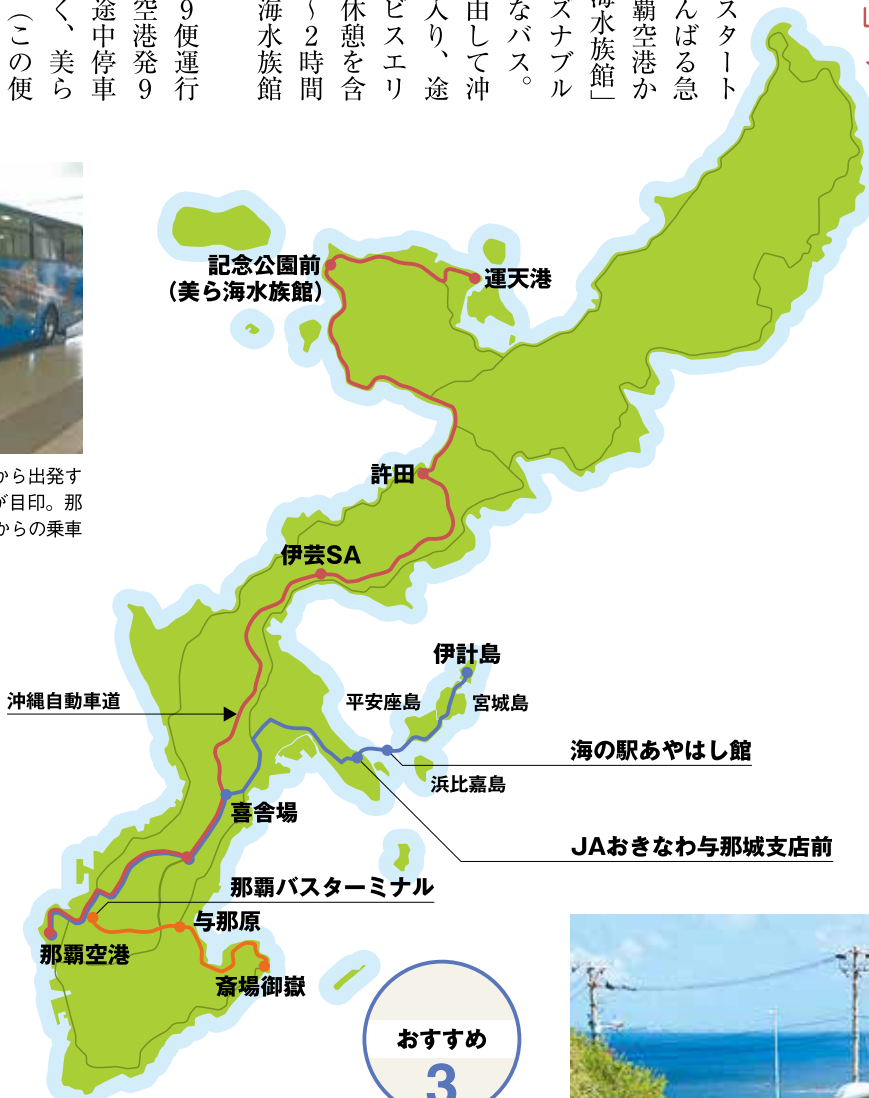 スタート
んばる急
覇空港か
海水族館」
ズナブル
なバス。
由して沖
入り、途
ビスエリ
休憩を含
～2時間
海水族館
9便運行
空港発9
途中停車
く、美ら
（この便
から出発す
が目印。那
からの乗車
記念公園前
（美ら海水族館）
運天港
許田
伊芸SA
伊計島
平安座島
宮城島
沖縄自動車道
海の駅あやはし館
浜比嘉島
喜舎場
JAおきなわ与那城支店前
那覇バスターミナル
与那原
那覇空港
斎場御嶽
おすすめ
3